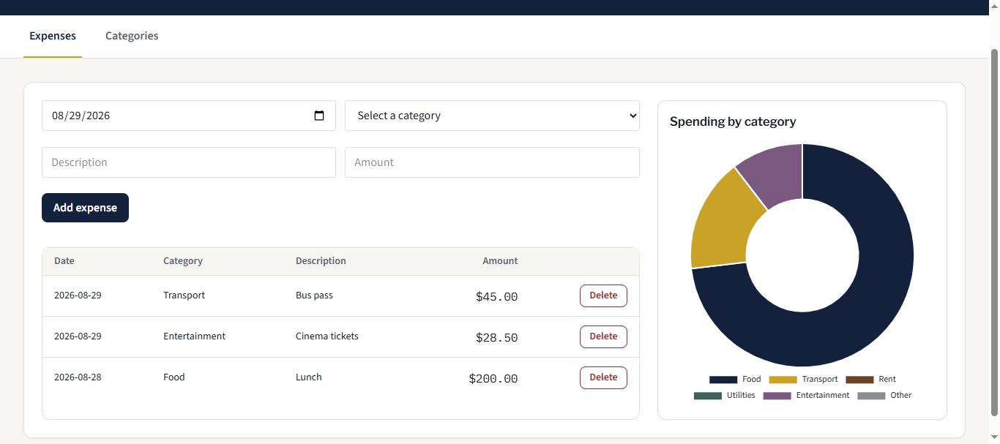 Expenses Categories
08/29/2026 Select a category
Description Amount
Add expense
Date Category Description Amount
2026-08-29 Transport Bus pass $45.00 Delete
2026-08-29 Entertainment Cinema tickets $28.50 Delete
2026-08-28 Food Lunch $200.00 Delete
Spending by category
Food Transport Rent
Utilities Entertainment Other